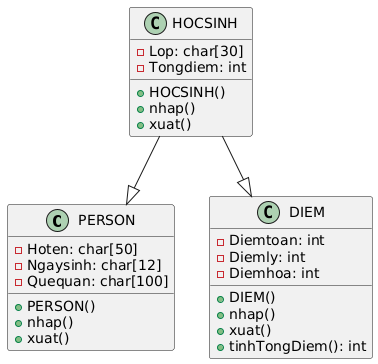 C HOCSINH
Lop: char[30]
Tongdiem: int
HOCSINH()
nhap()
xuat()
C PERSON
Hoten: char[50]
Ngaysinh: char[12]
Quequan: char[100]
PERSON()
nhap()
xuat()
C DIEM
Diemtoan: int
Diemly: int
Diemhoa: int
DIEM()
nhap()
xuat()
tinhTongDiem(): int